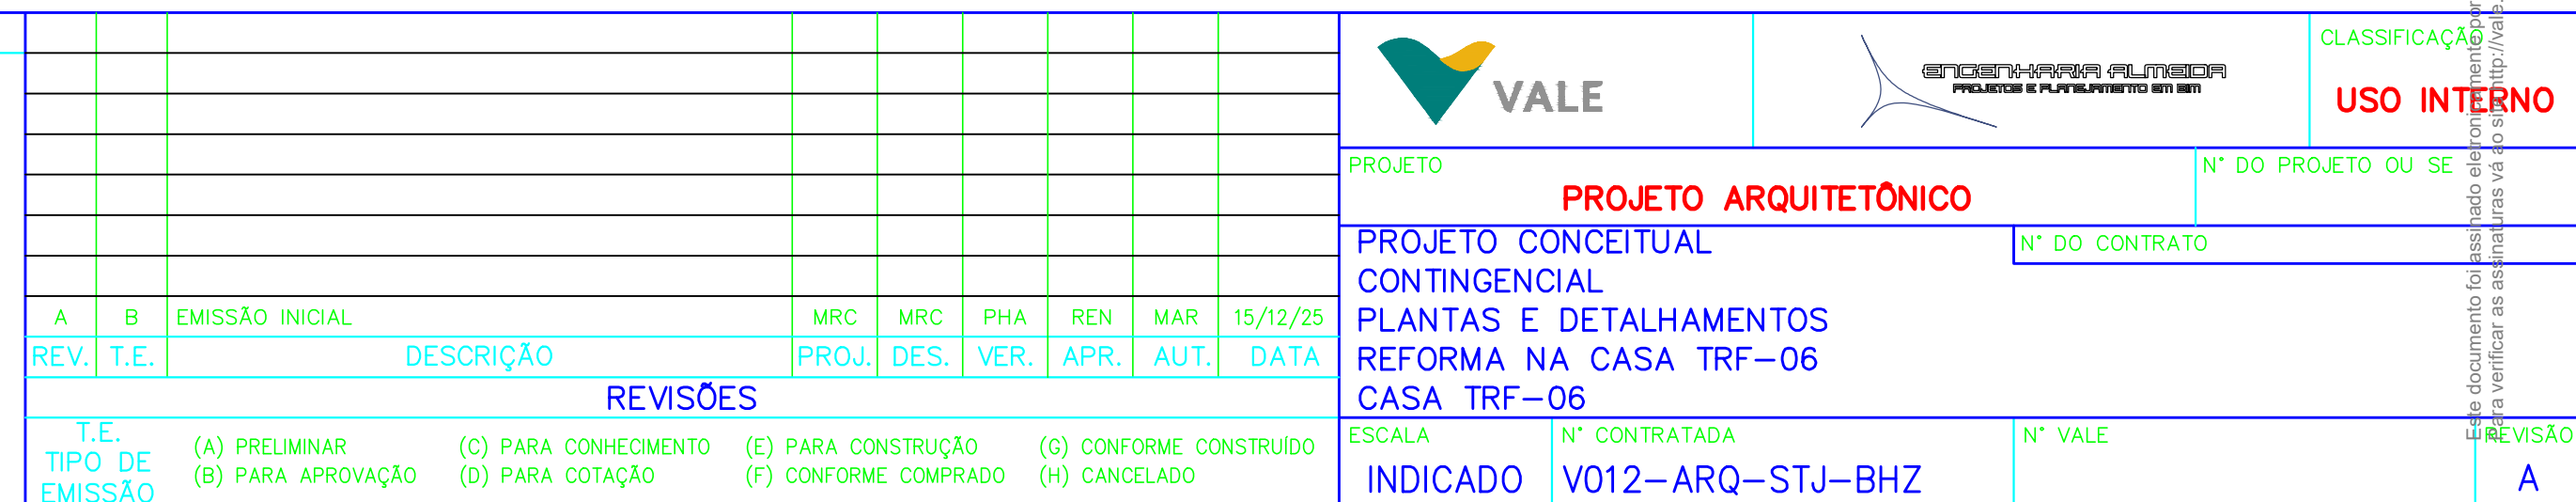 A B EMISSÃO INICIAL MRC MRC PHA REN MAR 15/12/25
REV. T.E. DESCRIÇÃO PROJ. DES. VER. APR. AUT. DATA
REVISÕES
T.E.
TIPO DE
EMISSÃO
(A) PRELIMINAR (C) PARA CONHECIMENTO (E) PARA CONSTRUÇÃO (G) CONFORME CONSTRUÍDO
(B) PARA APROVAÇÃO (D) PARA COTAÇÃO (F) CONFORME COMPRADO (H) CANCELADO
VALE
ENGENHARIA ALMEIDA
PROJETOS E PLANEJAMENTO EM BIM
CLASSIFICAÇÃO
USO INTERNO
PROJETO
PROJETO ARQUITETÔNICO
N° DO PROJETO OU SE
PROJETO CONCEITUAL
N° DO CONTRATO
CONTINGENCIAL
PLANTAS E DETALHAMENTOS
REFORMA NA CASA TRF-06
CASA TRF-06
ESCALA
INDICADO
N° CONTRATADA
V012-ARQ-STJ-BHZ
N° VALE
REVISÃO
A
Este documento foi assinado eletronicamente por
Para verificar as assinaturas vá ao site http://vale.